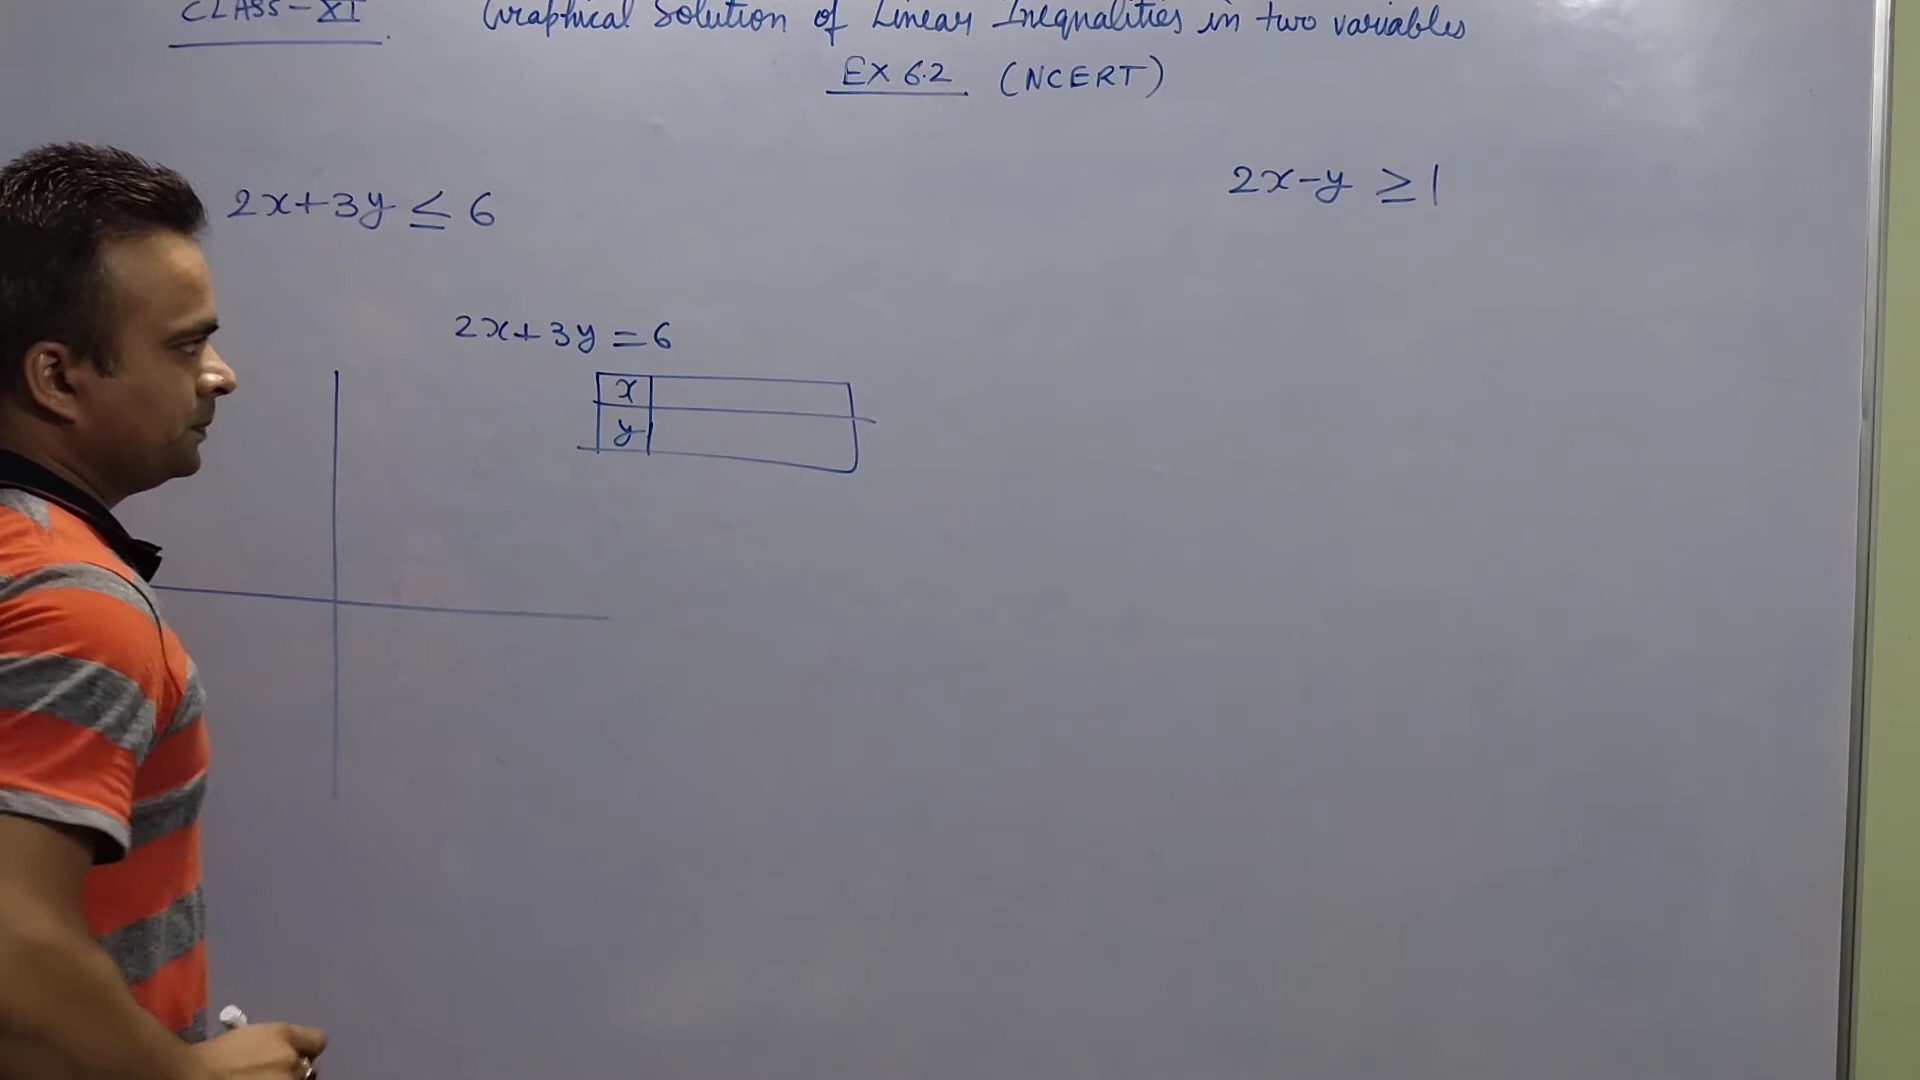 CLASS-XI
Graphical Solution of Linear Inequalities in two variables
EX 6.2 (NCERT)
2x+3y ≤ 6
2x-y ≥ 1
2x+3y = 6
x
y